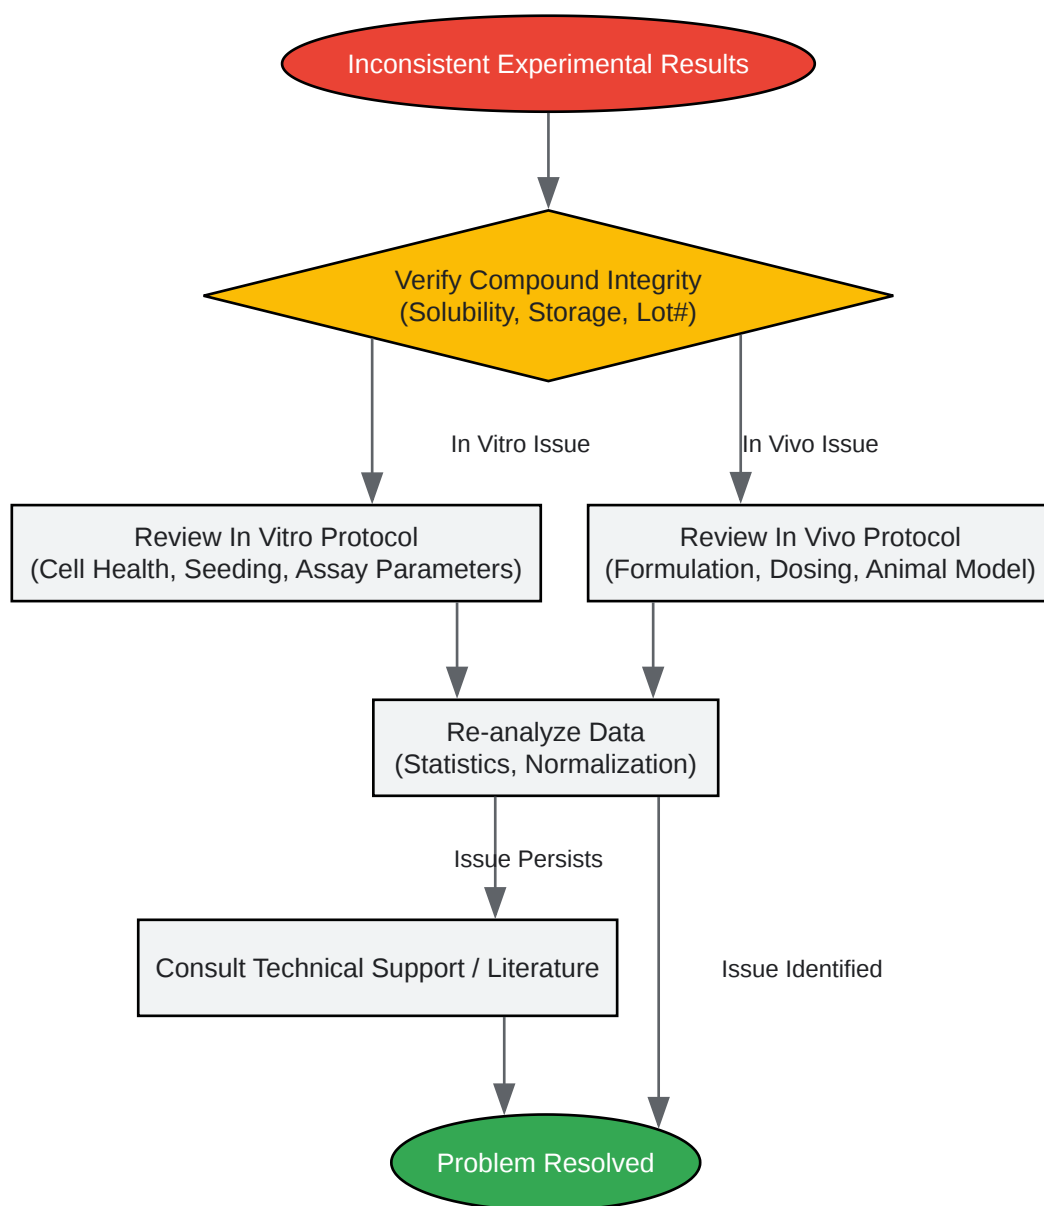 Inconsistent Experimental Results
Verify Compound Integrity
(Solubility, Storage, Lot#)
In Vitro Issue
In Vivo Issue
Review In Vitro Protocol
(Cell Health, Seeding, Assay Parameters)
Review In Vivo Protocol
(Formulation, Dosing, Animal Model)
Re-analyze Data
(Statistics, Normalization)
Issue Persists
Consult Technical Support / Literature
Issue Identified
Problem Resolved